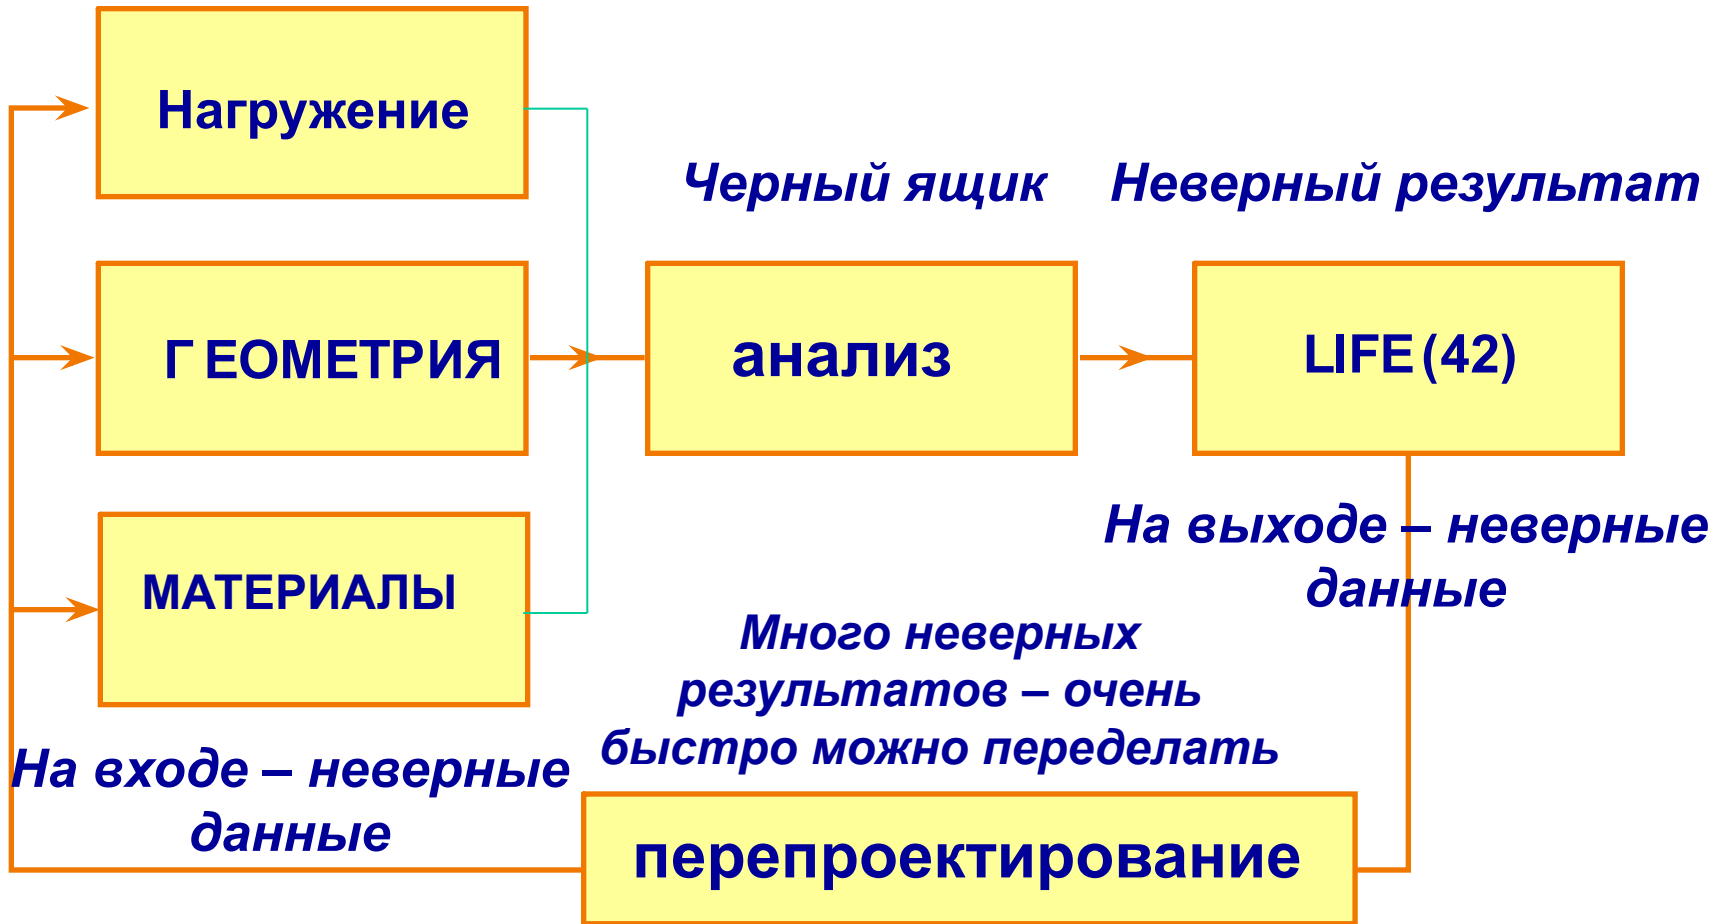 Нагружение
Черный ящик
Неверный результат
Г ЕОМЕТРИЯ
анализ
LIFE (42)
МАТЕРИАЛЫ
На выходе – неверные
данные
Много неверных
результатов – очень
быстро можно переделать
На входе – неверные
данные
перепроектирование